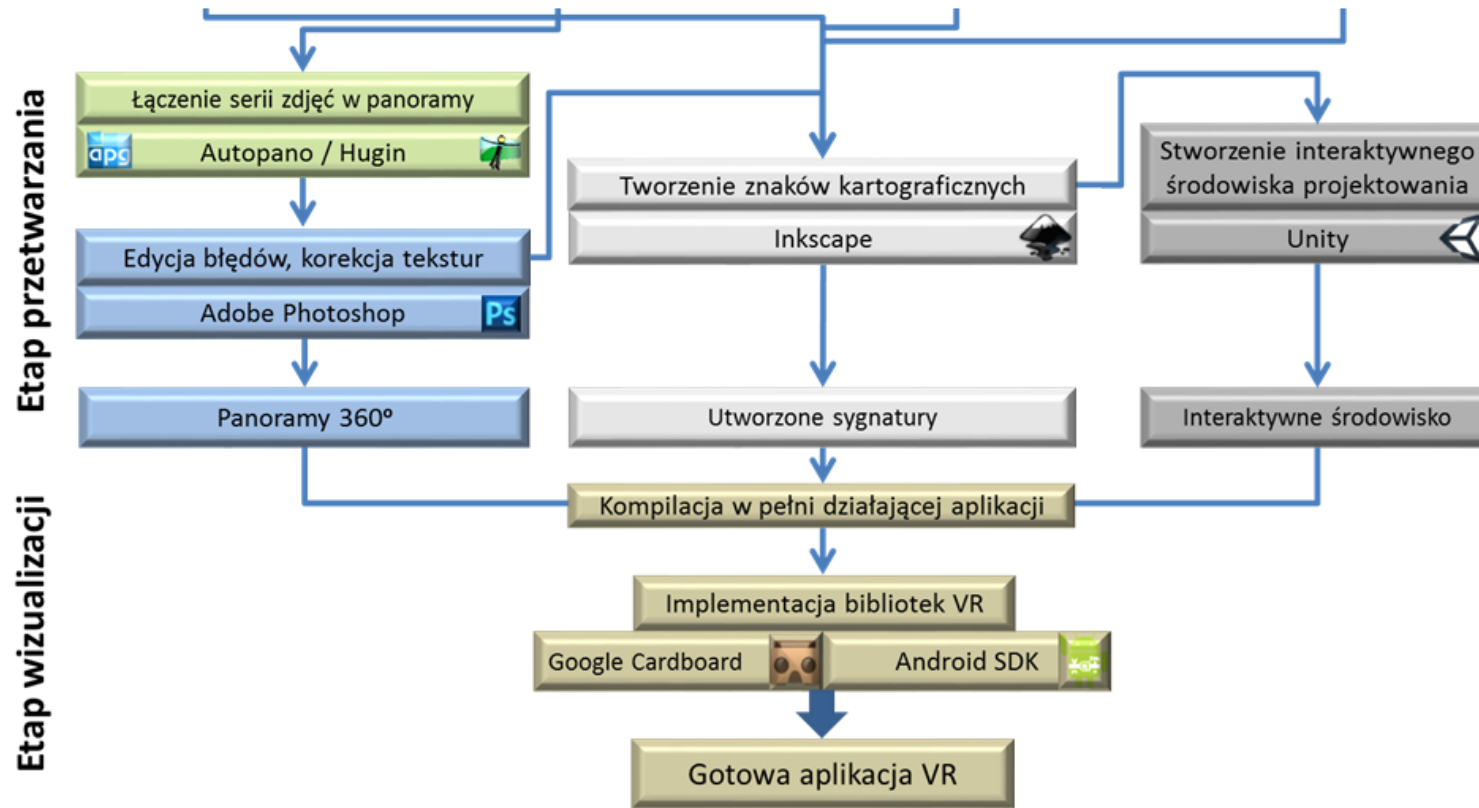 Etap przetwarzania
Łączenie serii zdjęć w panoramy
apg
Autopano / Hugin
Edycja błędów, korekcja tekstur
Adobe Photoshop
Ps
Panoramy 360º
Tworzenie znaków kartograficznych
Inkscape
Utworzone sygnatury
Stworzenie interaktywnego
środowiska projektowania
Unity
Interaktywne środowisko
Etap wizualizacji
Kompilacja w pełni działającej aplikacji
Implementacja bibliotek VR
Google Cardboard
Android SDK
Gotowa aplikacja VR